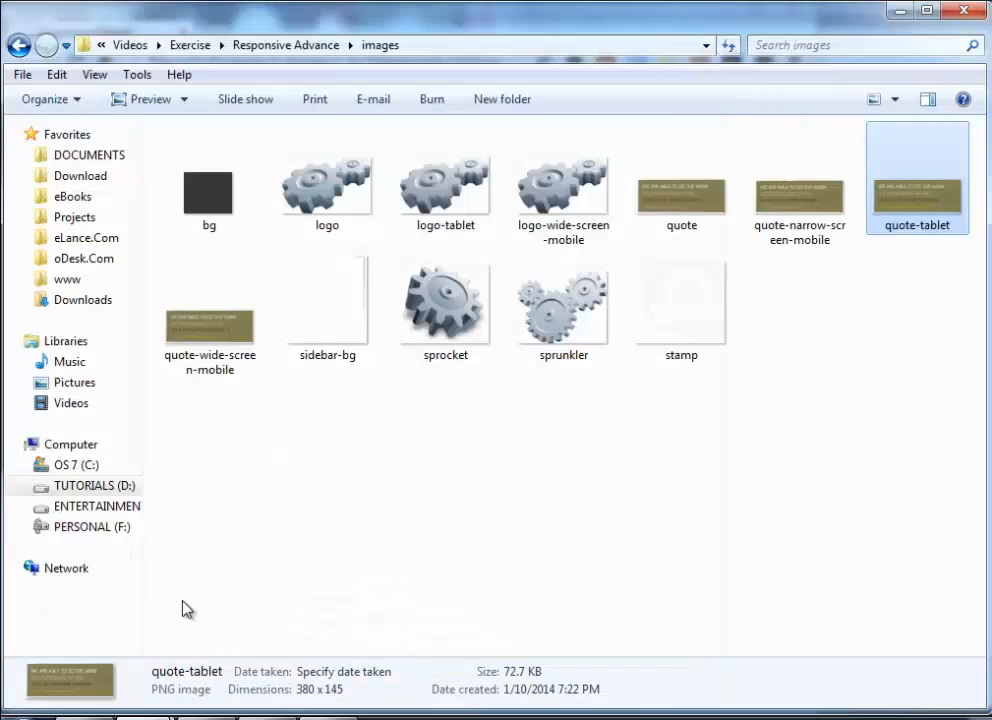 « Videos ▸ Exercise ▸ Responsive Advance ▸ images
Search images
File Edit View Tools Help
Organize Preview Slide show Print E-mail Burn New folder
Favorites
DOCUMENTS
Download
eBooks
Projects
eLance.Com
oDesk.Com
www
Downloads
Libraries
Music
Pictures
Videos
Computer
OS 7 (C:)
TUTORIALS (D:)
ENTERTAINMEN
PERSONAL (F:)
Network
bg
logo
logo-tablet
logo-wide-screen
-mobile
quote
quote-narrow-scr
een-mobile
quote-tablet
quote-wide-scree
n-mobile
sidebar-bg
sprocket
sprunkler
stamp
quote-tablet Date taken: Specify date taken Size: 72.7 KB
PNG image Dimensions: 380 x 145 Date created: 1/10/2014 7:22 PM